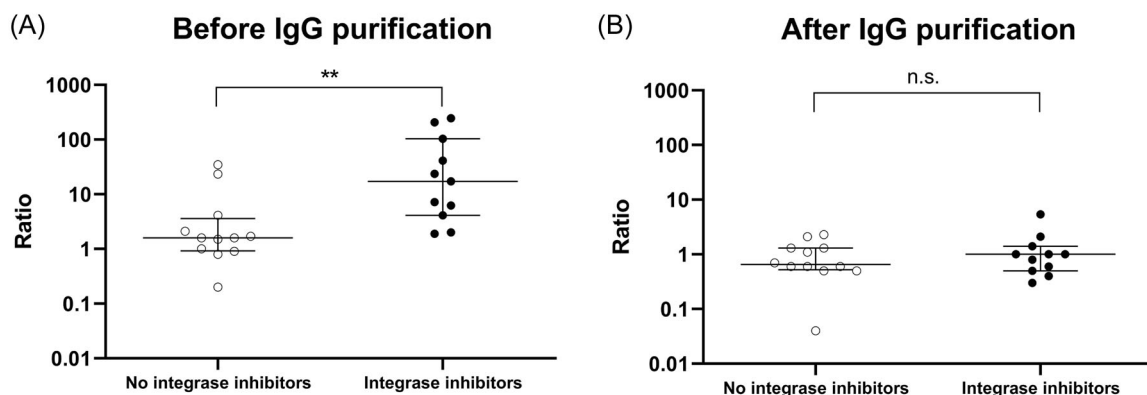 (A)
Before IgG purification
**
1000
100
10
1
0.1
0.01
Ratio
No integrase inhibitors
Integrase inhibitors
(B)
After IgG purification
n.s.
1000
100
10
1
0.1
0.01
Ratio
No integrase inhibitors
Integrase inhibitors